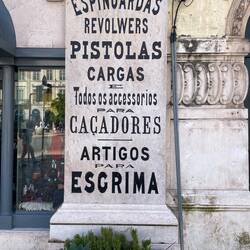 ESPINGARDAS
REVOLWERS
PISTOLAS
CARGAS
E
Todos os accessorios
PARA
CAÇADORES
ARTIGOS
PARA
ESGRIMA